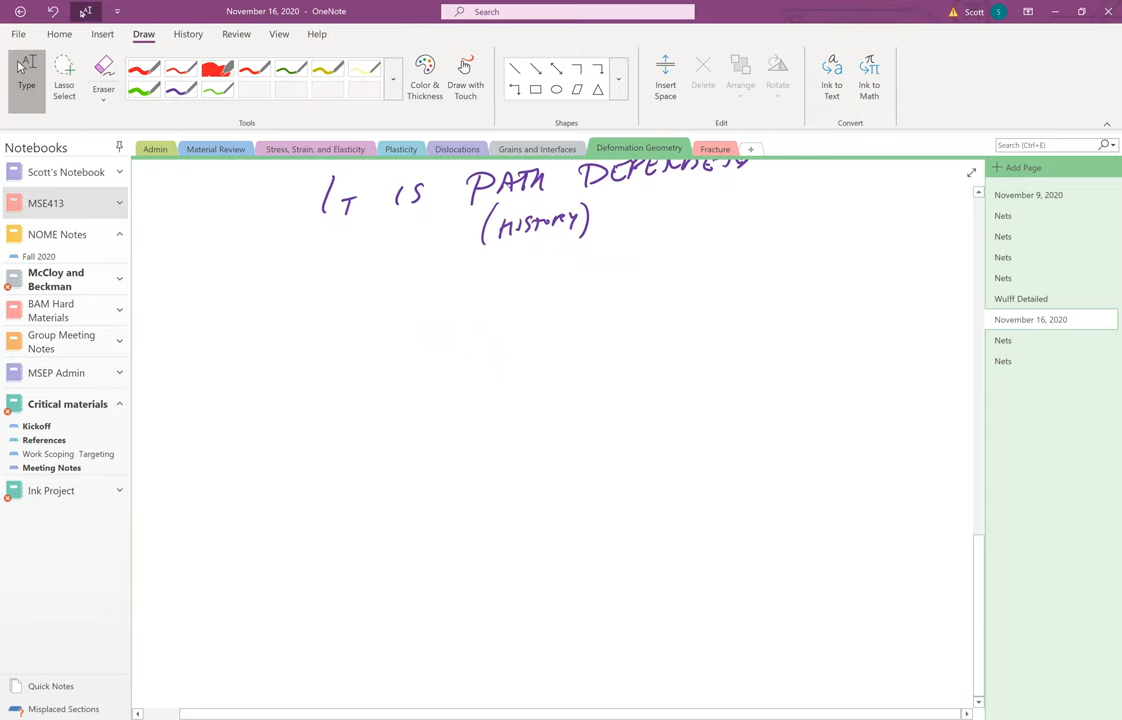 November 16, 2020 - OneNote
Search
Scott
S
File
Home
Insert
Draw
History
Review
View
Help
Type
Lasso
Select
Eraser
Color &
Thickness
Draw with
Touch
Insert
Space
Delete
Arrange
Rotate
Ink to
Text
Ink to
Math
Tools
Shapes
Edit
Convert
Notebooks
Admin
Material Review
Stress, Strain, and Elasticity
Plasticity
Dislocations
Grains and Interfaces
Deformation Geometry
Fracture
Search (Ctrl+E)
Scott's Notebook
MSE413
NOME Notes
Fall 2020
McCloy and
Beckman
BAM Hard
Materials
Group Meeting
Notes
MSEP Admin
Critical materials
Kickoff
References
Work Scoping Targeting
Meeting Notes
Ink Project
Quick Notes
Misplaced Sections
IT IS PATH DEPENDENT
(HISTORY)
Add Page
November 9, 2020
Nets
Nets
Nets
Nets
Wulff Detailed
November 16, 2020
Nets
Nets